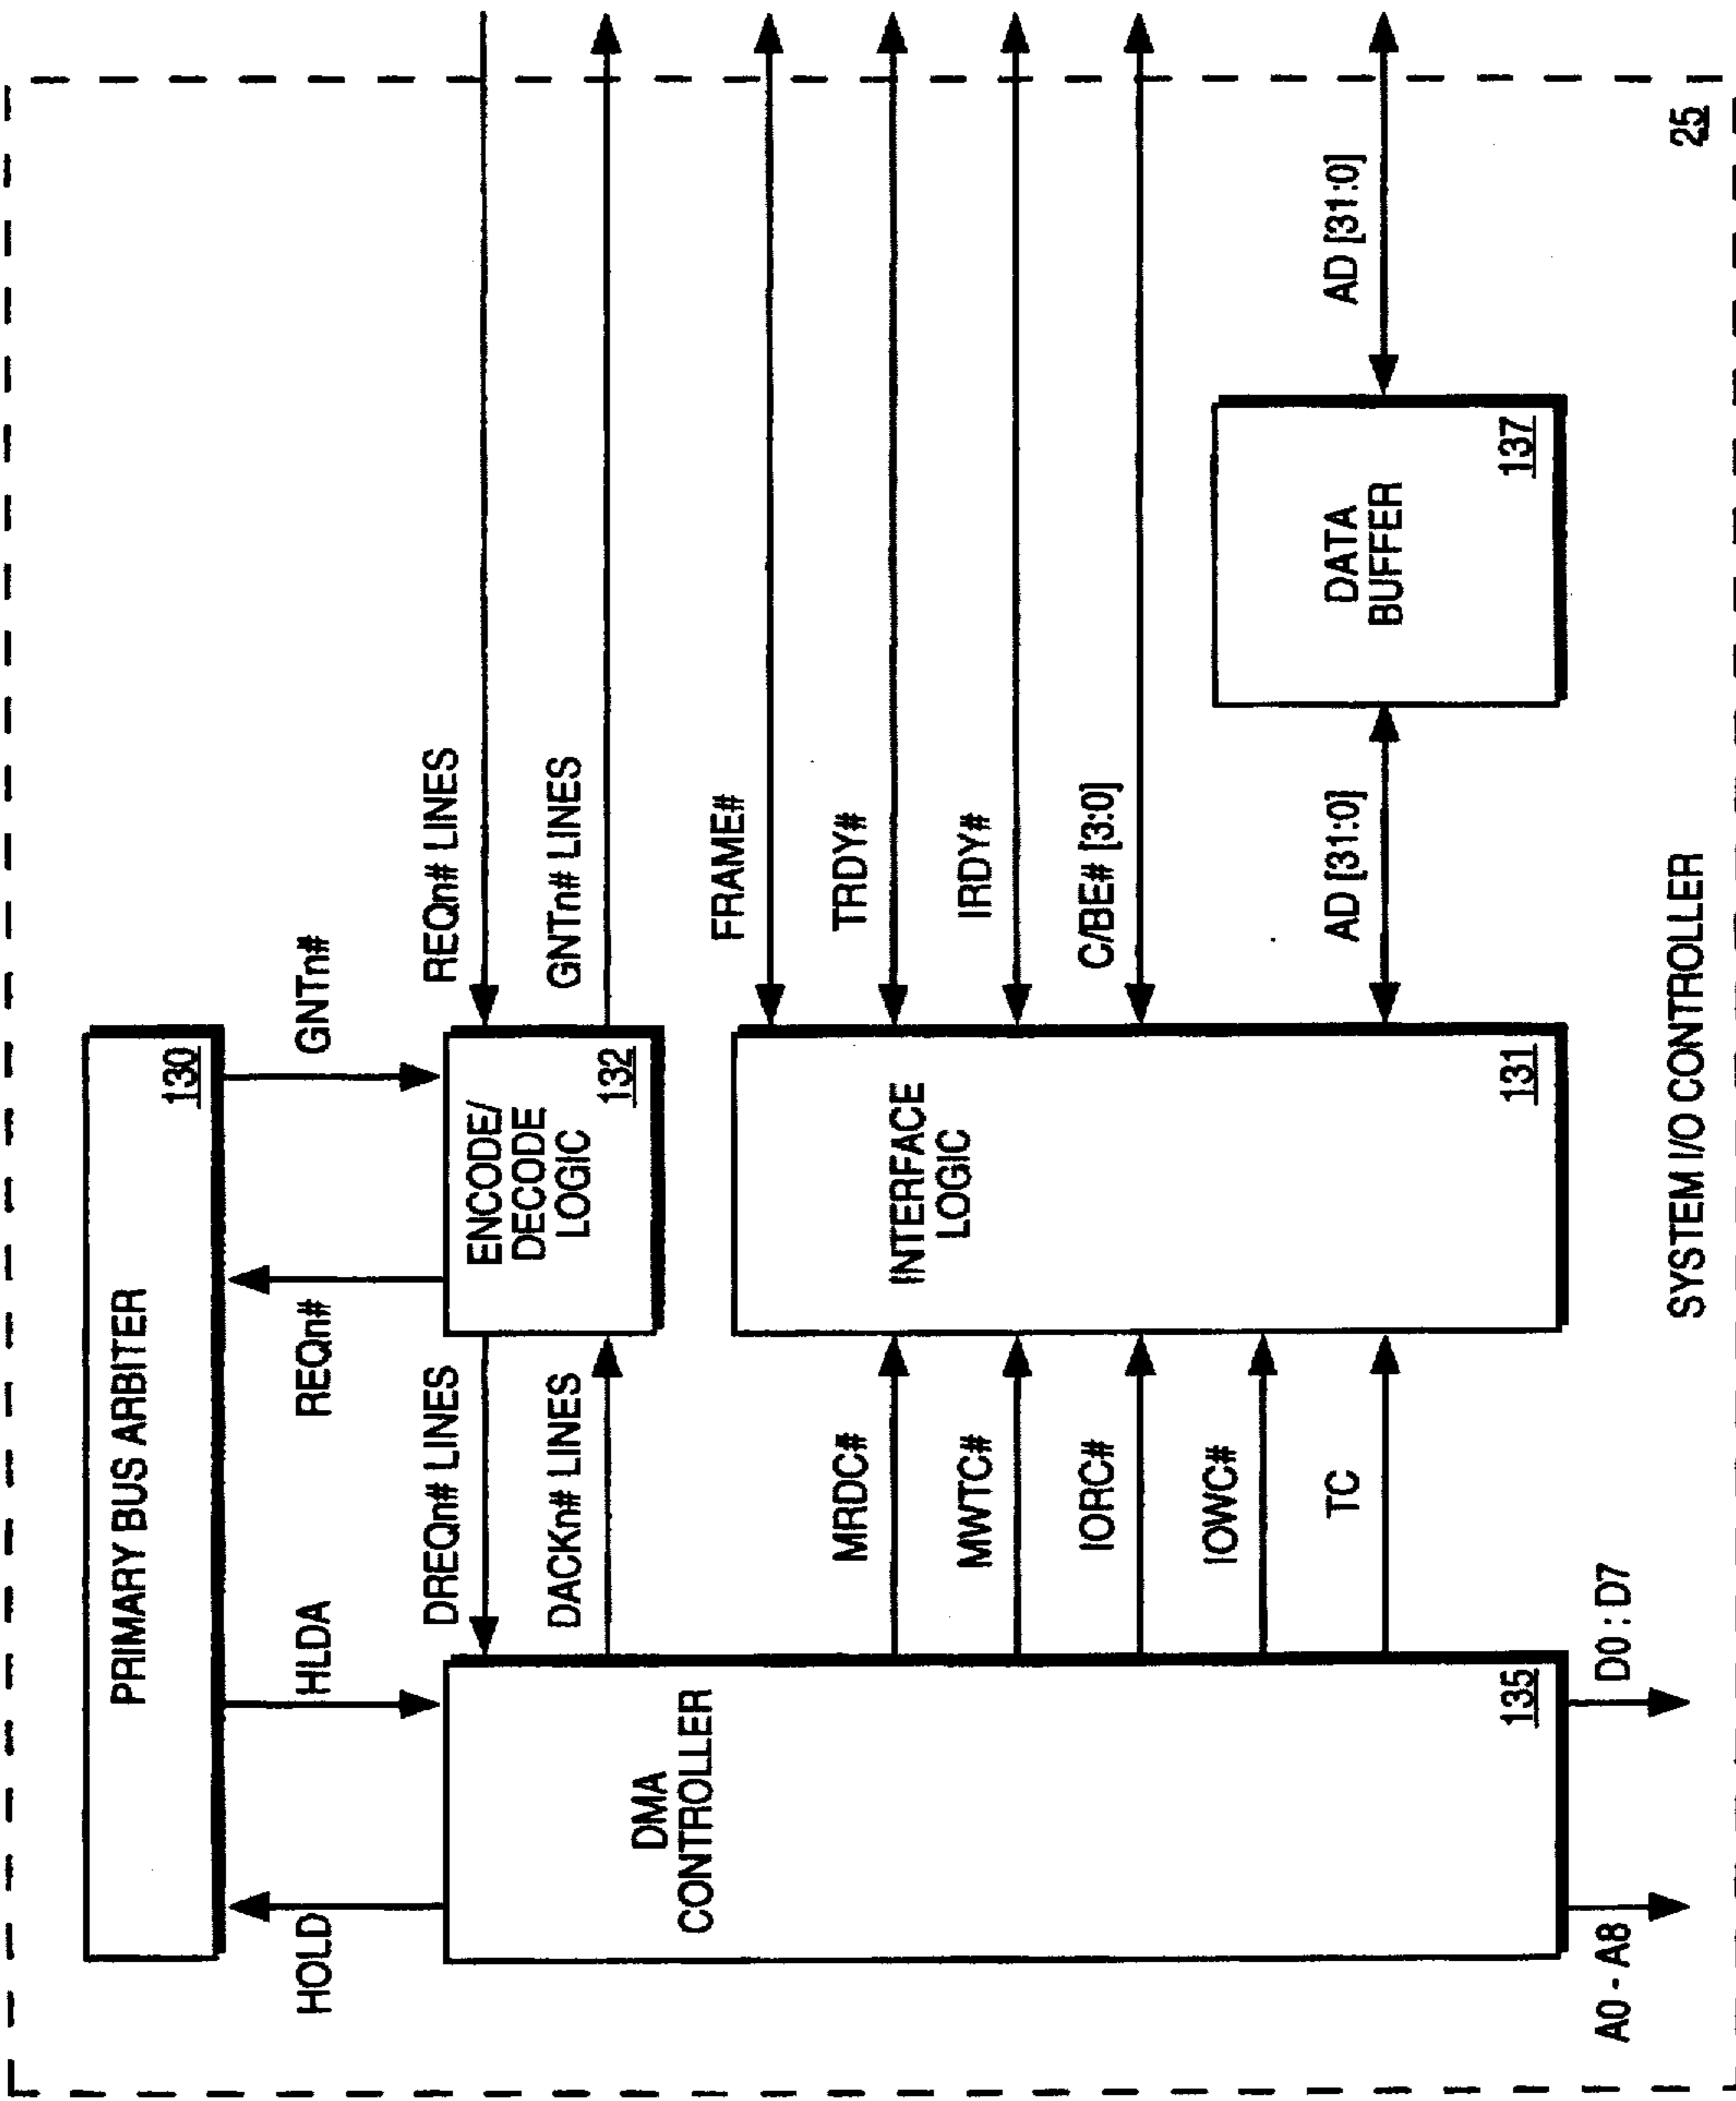 PRIMARY BUS ARBITER
130
HOLD
HLDA
REQn#
GNTn#
DREQn# LINES
DACKn# LINES
ENCODE/
DECODE
LOGIC
132
REQn# LINES
GNTn# LINES
DMA
CONTROLLER
135
MRDC#
MWTC#
IORC#
IOWC#
TC
INTERFACE
LOGIC
131
FRAME#
TRDY#
IRDY#
C/BE# [3:0]
AD [31:0]
DATA
BUFFER
137
AD [31:0]
A0 - A8
D0 : D7
SYSTEM I/O CONTROLLER
25